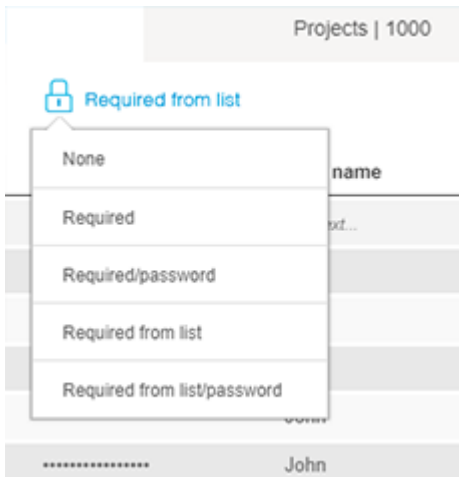 Projects | 1000
Required from list
None
name
Required
ext...
Required/password
Required from list
Required from list/password
John
••••••••••••••••
John